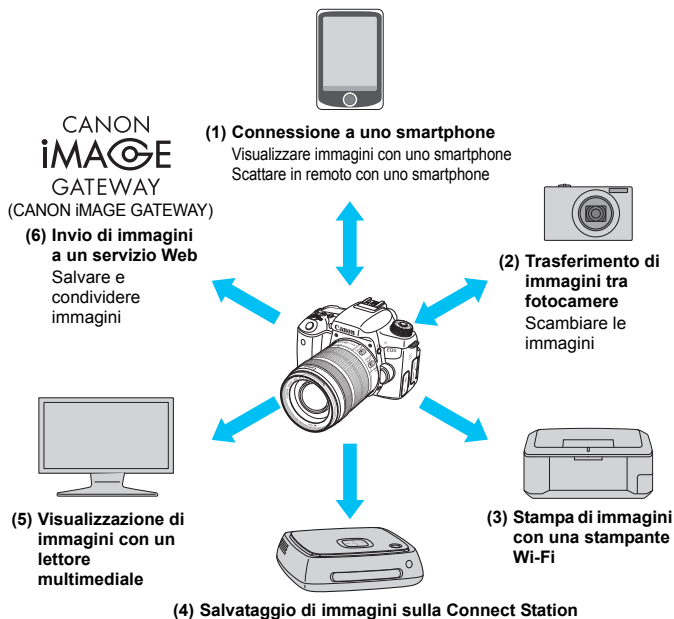 (1) Connessione a uno smartphone
Visualizzare immagini con uno smartphone
Scattare in remoto con uno smartphone
CANON
iMAGE
GATEWAY
(CANON iMAGE GATEWAY)
(6) Invio di immagini
a un servizio Web
Salvare e
condividere
immagini
(2) Trasferimento di
immagini tra
fotocamere
Scambiare le
immagini
Canon
EOS
(5) Visualizzazione di
immagini con un
lettore
multimediale
(3) Stampa di immagini
con una stampante
Wi-Fi
(4) Salvataggio di immagini sulla Connect Station